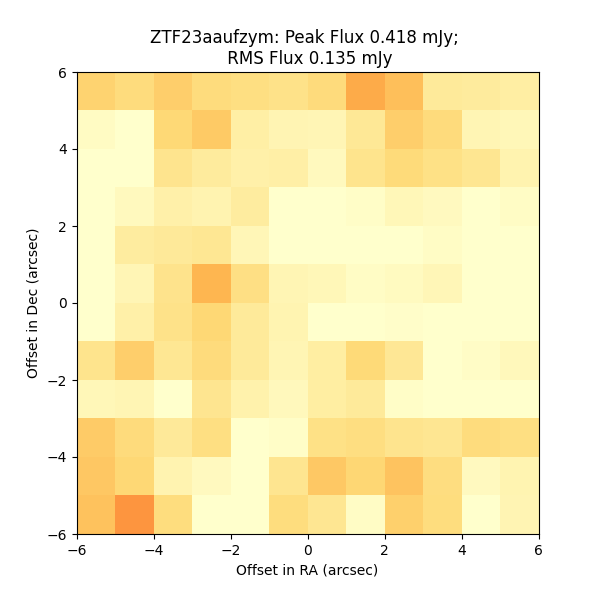 ZTF23aaufzym: Peak Flux 0.418 mJy;
RMS Flux 0.135 mJy
6
4
2
0
−2
−4
−6
Offset in Dec (arcsec)
−6 −4 −2 0 2 4 6
Offset in RA (arcsec)